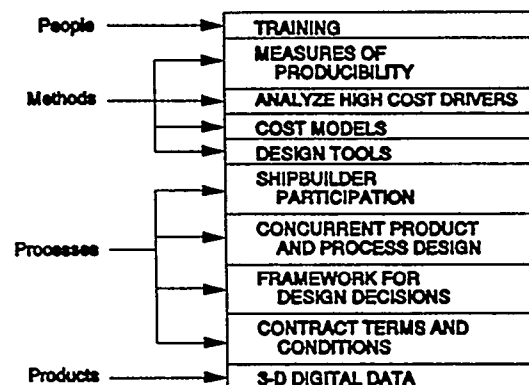 People
TRAINING
MEASURES OF
PRODUCIBILITY
Methods
ANALYZE HIGH COST DRIVERS
COST MODELS
DESIGN TOOLS
SHIPBUILDER
PARTICIPATION
Processes
CONCURRENT PRODUCT
AND PROCESS DESIGN
FRAMEWORK FOR
DESIGN DECISIONS
CONTRACT TERMS AND
CONDITIONS
Products
3-D DIGITAL DATA